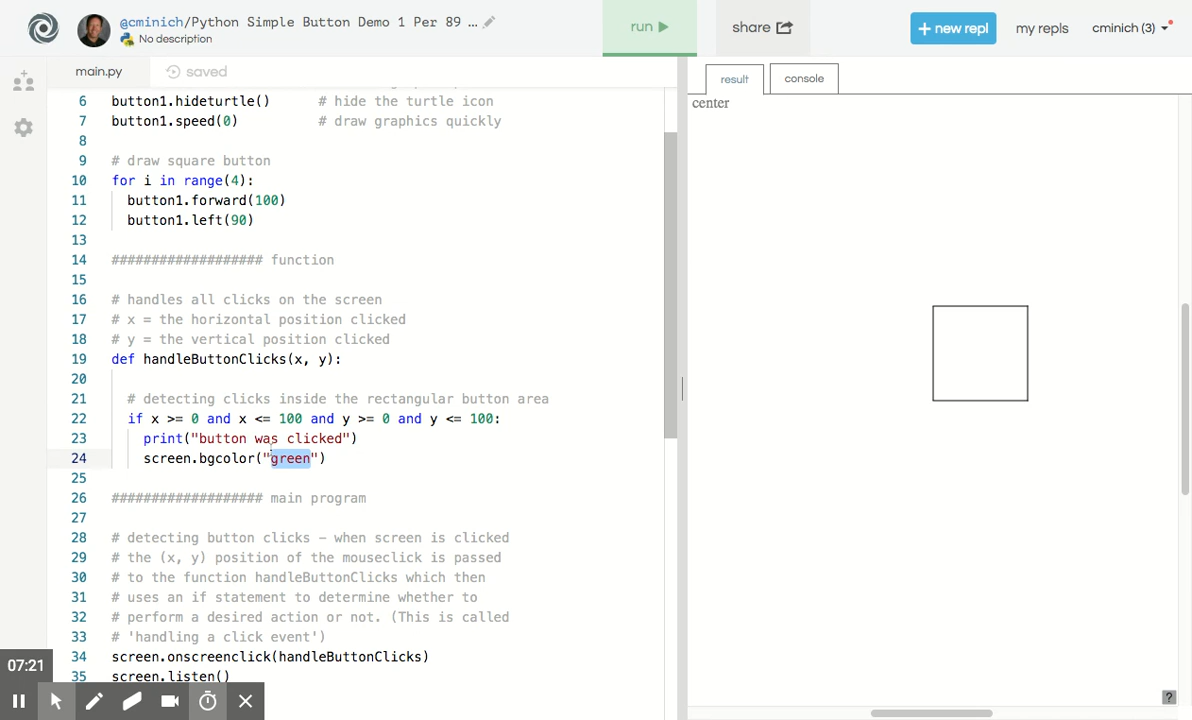 @cminich/Python Simple Button Demo 1 Per 89 ...
No description
run
share
+ new repl
my repls
cminich (3)
main.py
saved
result
console
center
6 button1.hideturtle() # hide the turtle icon
7 button1.speed(0) # draw graphics quickly
8
9 # draw square button
10 for i in range(4):
11 button1.forward(100)
12 button1.left(90)
13
14 ################### function
15
16 # handles all clicks on the screen
17 # x = the horizontal position clicked
18 # y = the vertical position clicked
19 def handleButtonClicks(x, y):
20
21 # detecting clicks inside the rectangular button area
22 if x >= 0 and x <= 100 and y >= 0 and y <= 100:
23 print("button was clicked")
24 screen.bgcolor("green")
25
26 ################### main program
27
28 # detecting button clicks – when screen is clicked
29 # the (x, y) position of the mouseclick is passed
30 # to the function handleButtonClicks which then
31 # uses an if statement to determine whether to
32 # perform a desired action or not. (This is called
33 # 'handling a click event')
34 screen.onscreenclick(handleButtonClicks)
35 screen.listen()
07:21
?